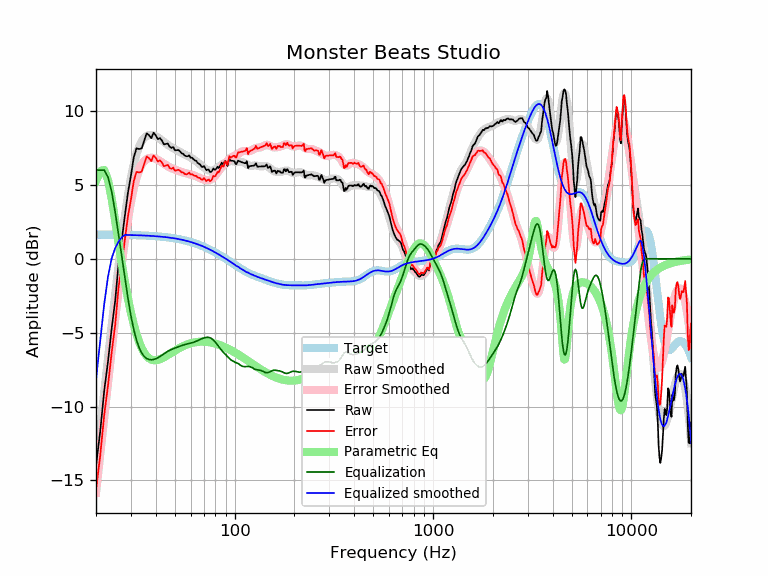 Monster Beats Studio
10
5
0
−5
−10
−15
Amplitude (dBr)
Target
Raw Smoothed
Error Smoothed
Raw
Error
Parametric Eq
Equalization
Equalized smoothed
100
1000
10000
Frequency (Hz)